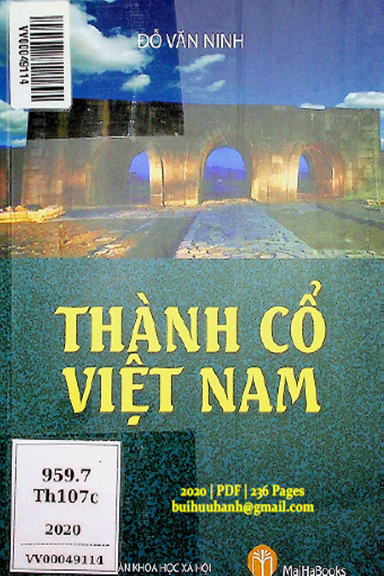 VV00049114
ĐỖ VĂN NINH
THÀNH CỔ
VIỆT NAM
959.7
Th107c
2020
VV00049114
2020 | PDF | 236 Pages
buihuuhanh@gmail.com
KHOA HỌC XÃ HỘI
MaiHaBooks